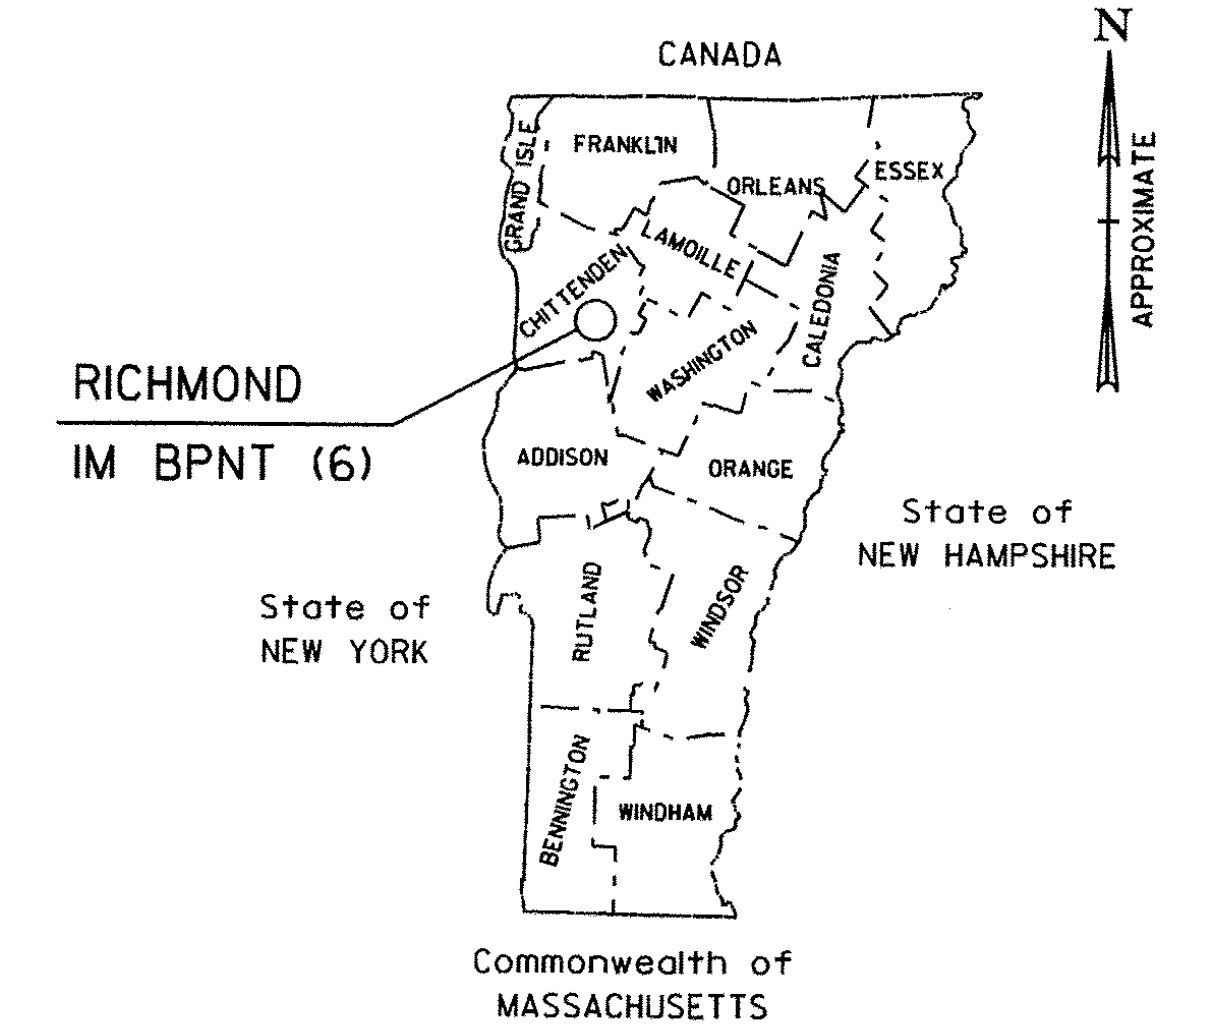 N
CANADA
APPROXIMATE
GRAND ISLE
FRANKLIN
ORLEANS
ESSEX
LAMOILLE
CHITTENDEN
CALEDONIA
WASHINGTON
RICHMOND
IM BPNT (6)
ADDISON
ORANGE
State of
NEW HAMPSHIRE
State of
NEW YORK
RUTLAND
WINDSOR
BENNINGTON
WINDHAM
Commonwealth of
MASSACHUSETTS